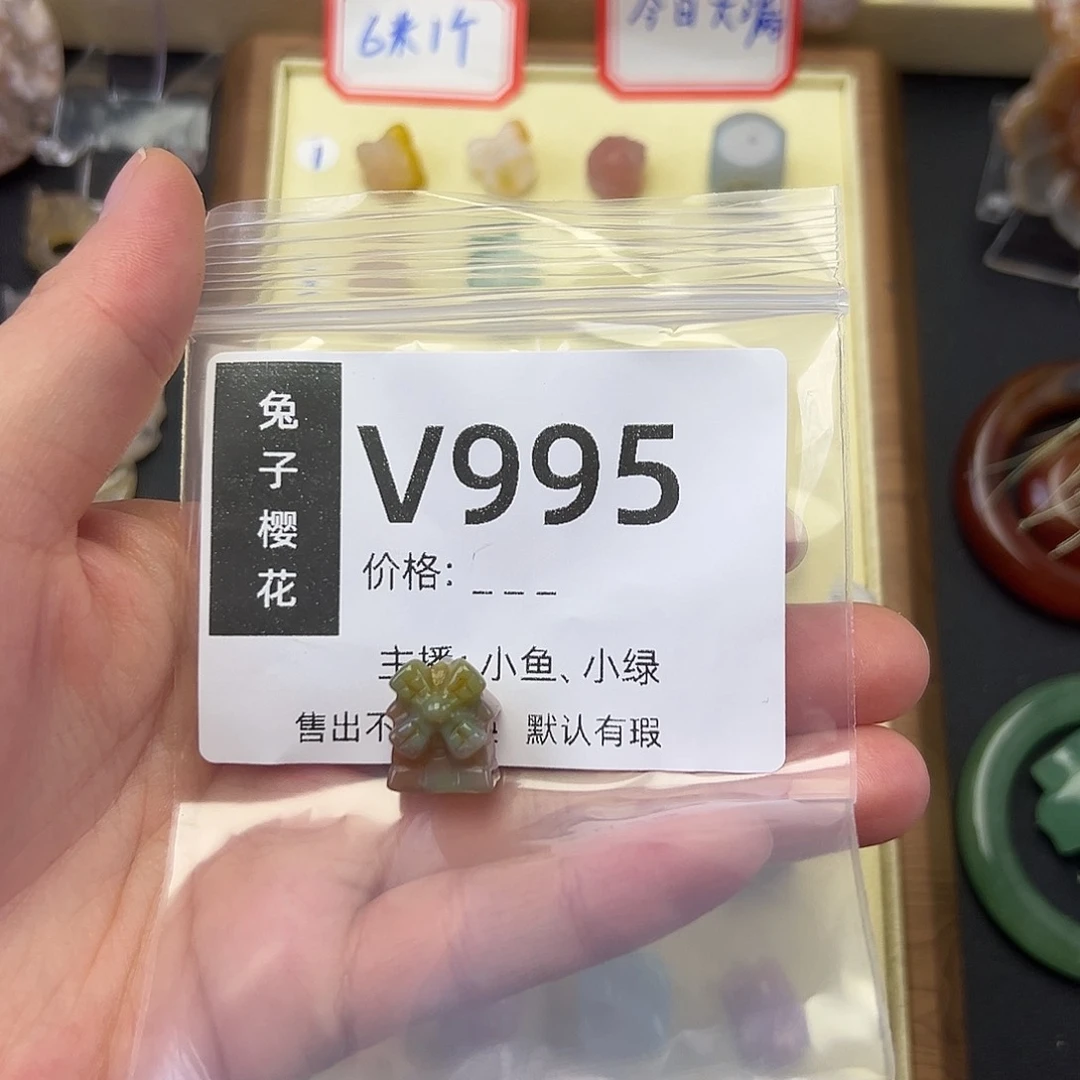 6米1个
今日大漏
1
兔子樱花
V995
价格: _ _ _
主播: 小鱼、小绿
售出不 默认有瑕